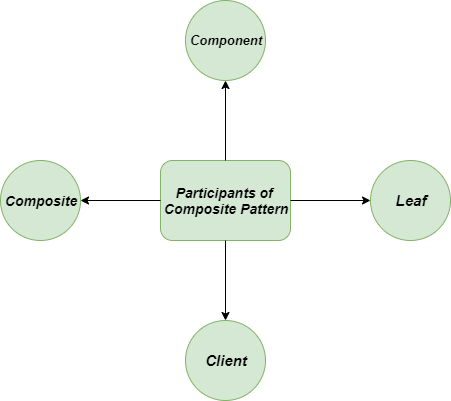 Component
Composite
Participants of
Composite Pattern
Leaf
Client